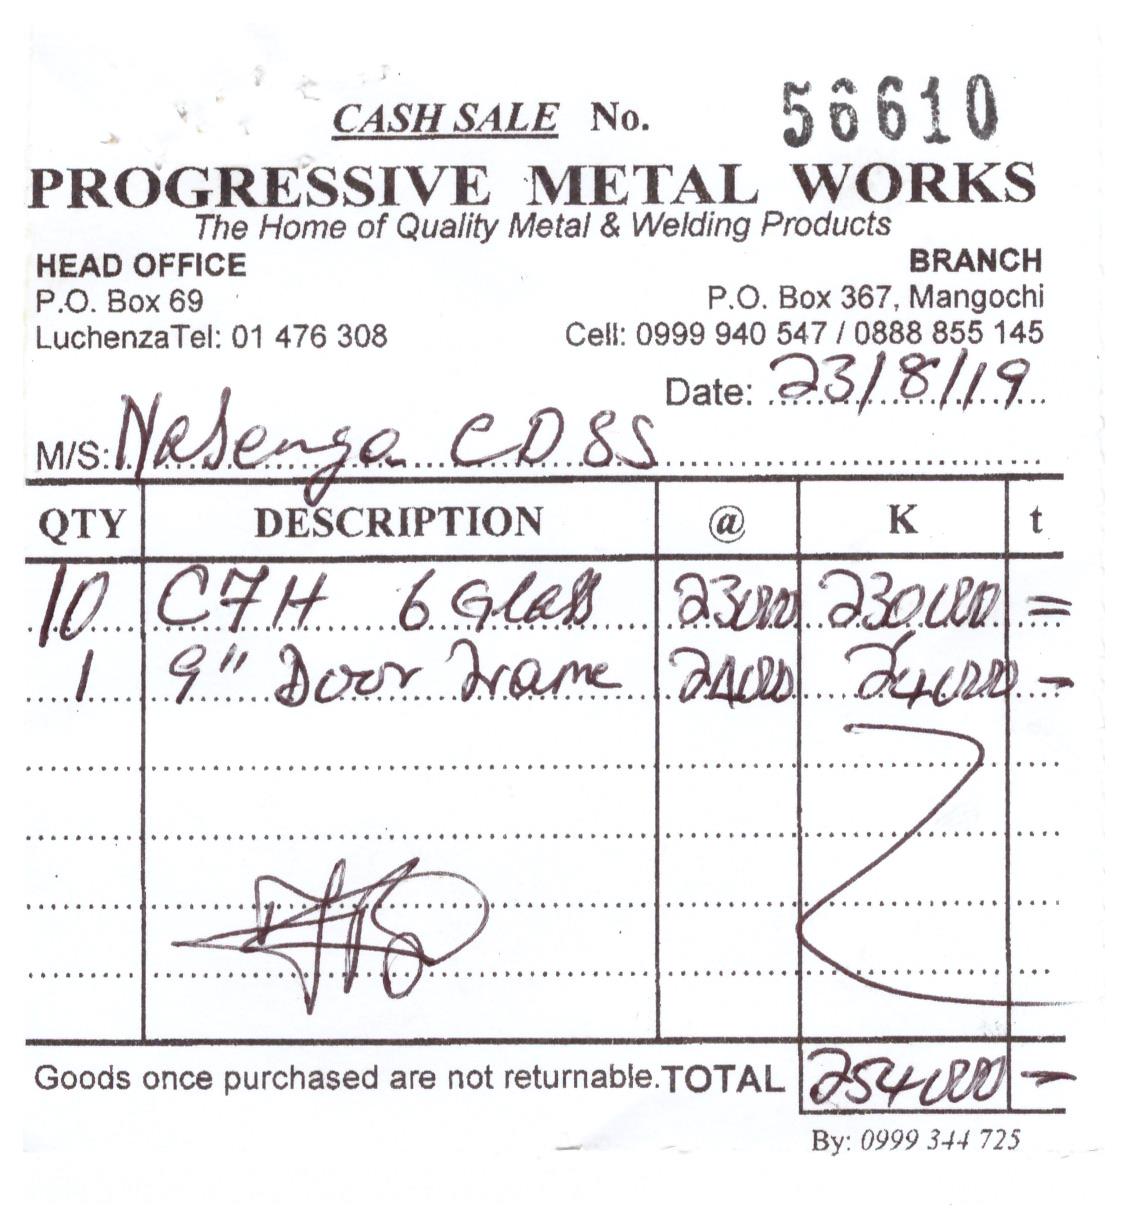 CASH SALE No. 56610
PROGRESSIVE METAL WORKS
The Home of Quality Metal & Welding Products
HEAD OFFICE BRANCH
P.O. Box 69 P.O. Box 367, Mangochi
LuchenzaTel: 01 476 308 Cell: 0999 940 547 / 0888 855 145
Date: 23/8/19
M/S: Nasenga CDSS
QTY DESCRIPTION @ K t
10 C7H 6 Glass 23000 230,000 =
1 9" Door Frame 24000 24000 -
Goods once purchased are not returnable. TOTAL 254000 -
By: 0999 344 725